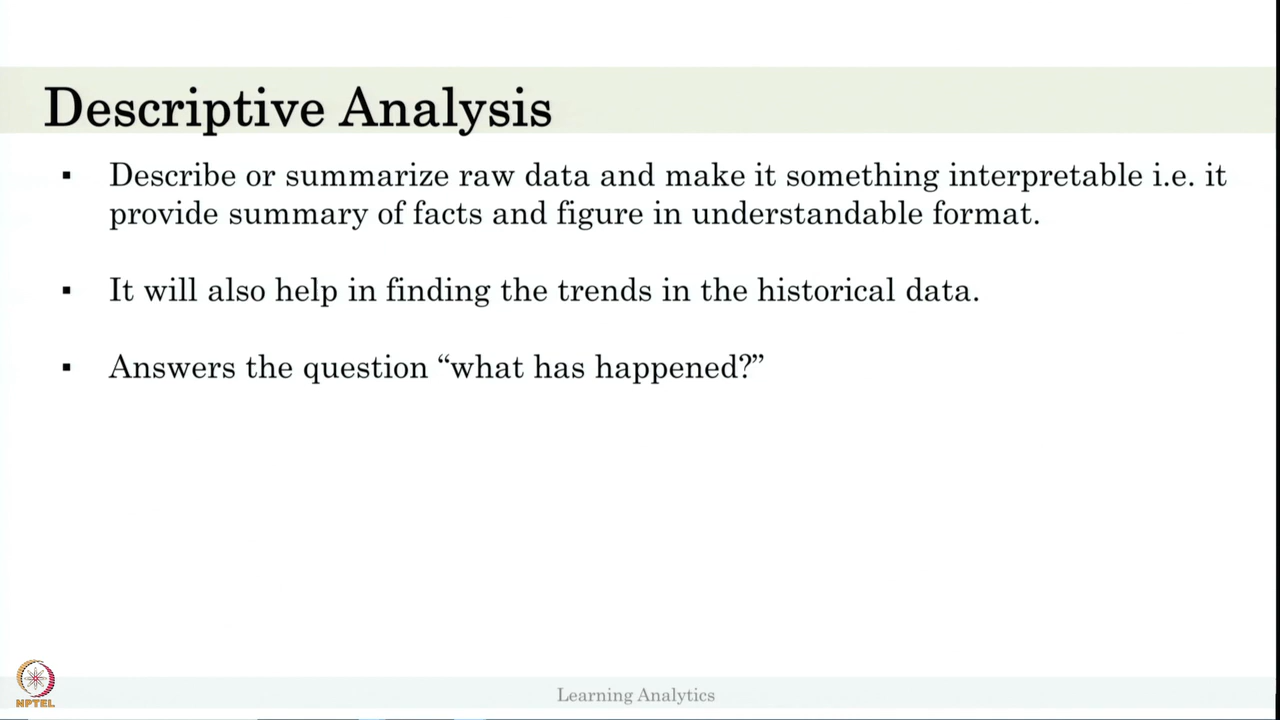 Descriptive Analysis
▪ Describe or summarize raw data and make it something interpretable i.e. it
provide summary of facts and figure in understandable format.
▪ It will also help in finding the trends in the historical data.
▪ Answers the question “what has happened?”
NPTEL
Learning Analytics